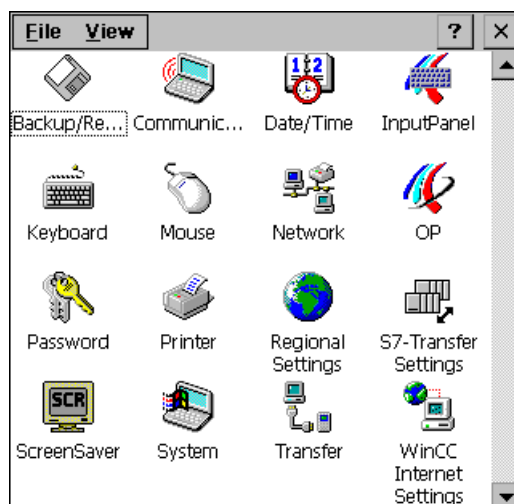 File View ? ×
Backup/Re... Communic... Date/Time InputPanel
Keyboard Mouse Network OP
Password Printer Regional Settings S7-Transfer Settings
SCR
ScreenSaver System Transfer WinCC Internet Settings